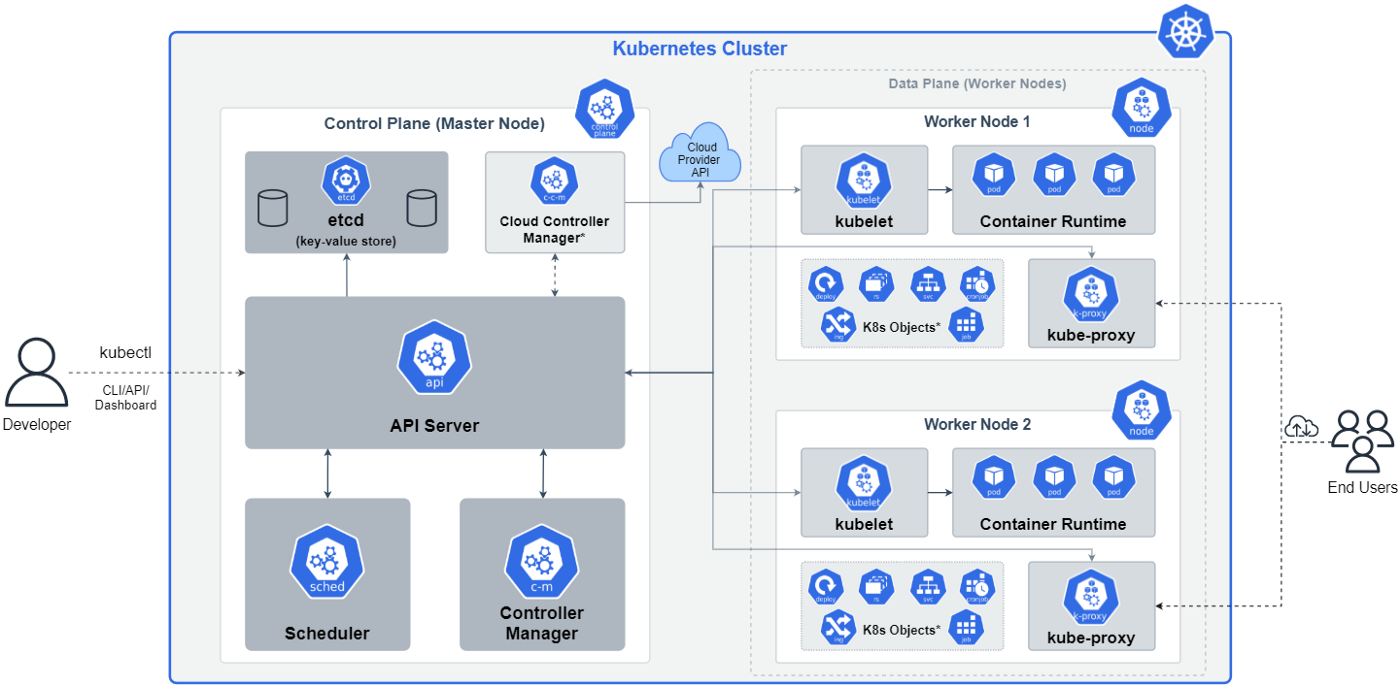 Kubernetes Cluster
Control Plane (Master Node)
control
plane
etcd
etcd
(key-value store)
c-c-m
Cloud Controller
Manager*
Cloud
Provider
API
api
API Server
sched
Scheduler
c-m
Controller
Manager
kubectl
CLI/API/
Dashboard
Developer
Data Plane (Worker Nodes)
Worker Node 1
node
kubelet
kubelet
pod
pod
pod
Container Runtime
deploy
rs
svc
cronjob
ing
K8s Objects*
job
k-proxy
kube-proxy
Worker Node 2
node
kubelet
kubelet
pod
pod
pod
Container Runtime
deploy
rs
svc
cronjob
ing
K8s Objects*
job
k-proxy
kube-proxy
End Users